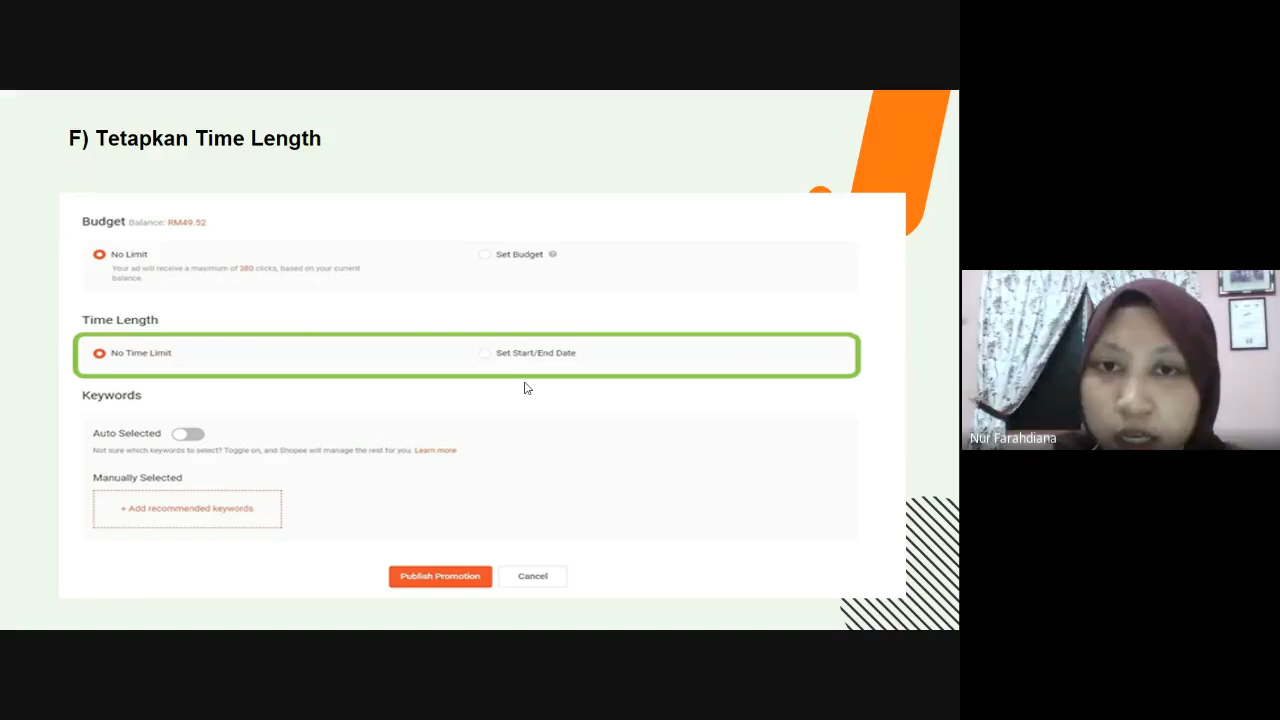 F) Tetapkan Time Length
Budget Balance: RM49.52
No Limit
Your ad will receive a maximum of 380 clicks, based on your current
balance.
Set Budget
Time Length
No Time Limit
Set Start/End Date
Keywords
Auto Selected
Not sure which keywords to select? Toggle on, and Shopee will manage the rest for you. Learn more
Manually Selected
+ Add recommended keywords
Publish Promotion
Cancel
Nur Farahdiana